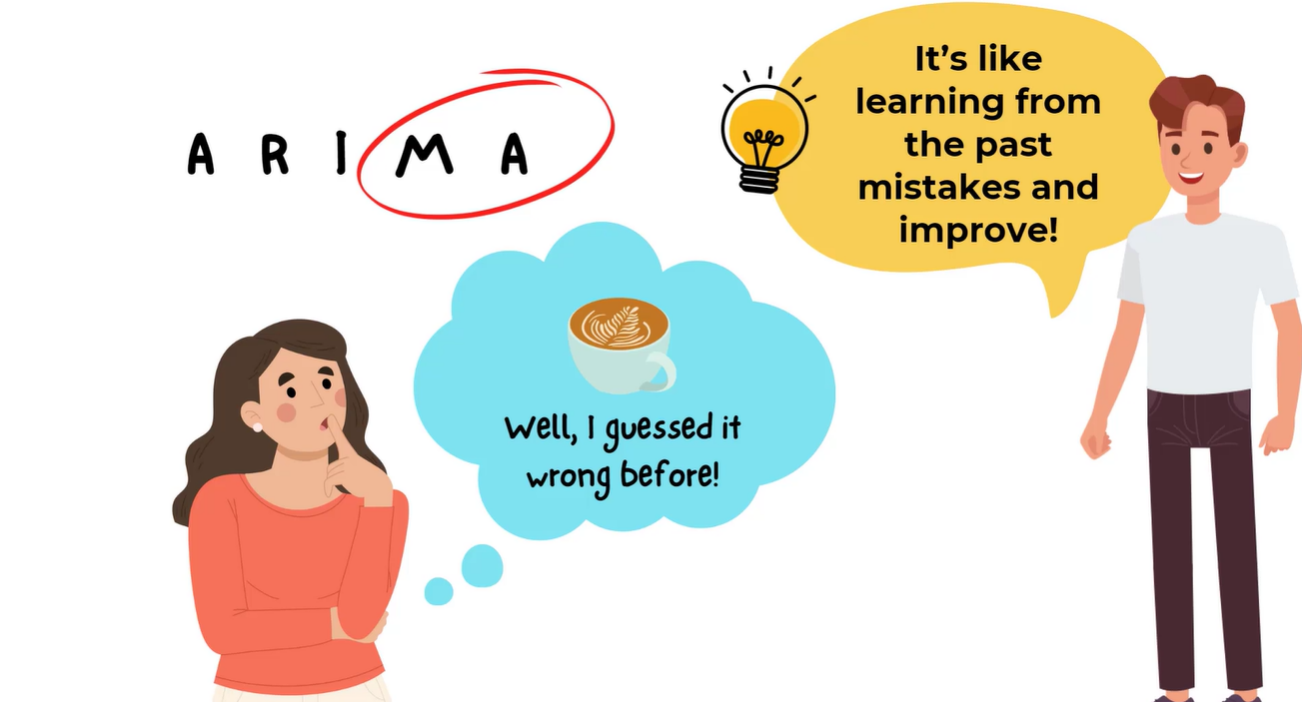 A R I M A
It's like
learning from
the past
mistakes and
improve!
Well, I guessed it
wrong before!